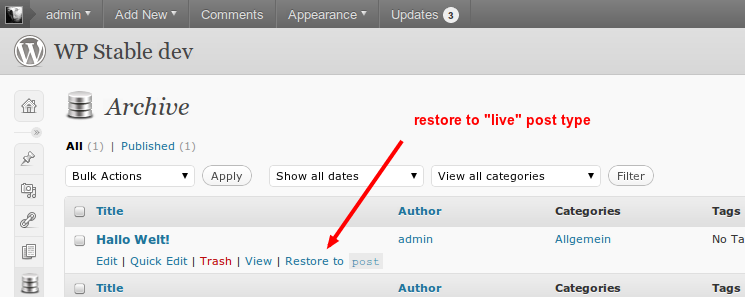 admin Add New Comments Appearance Updates 3
WP Stable dev
Archive
restore to "live" post type
All (1) | Published (1)
Bulk Actions Apply Show all dates View all categories Filter
Title Author Categories Tags
Hallo Welt! admin Allgemein No Ta
Edit | Quick Edit | Trash | View | Restore to post
Title Author Categories Tags